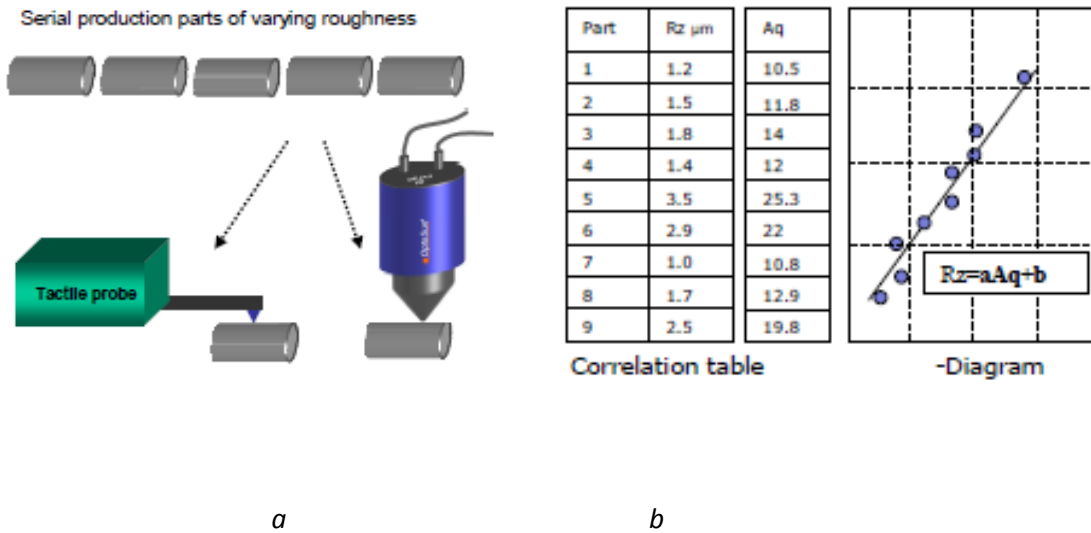 Serial production parts of varying roughness
Tactile probe
OptoSurf
Part Rz µm Aq
1 1.2 10.5
2 1.5 11.8
3 1.8 14
4 1.4 12
5 3.5 25.3
6 2.9 22
7 1.0 10.8
8 1.7 12.9
9 2.5 19.8
Rz=aAq+b
Correlation table
-Diagram
a
b